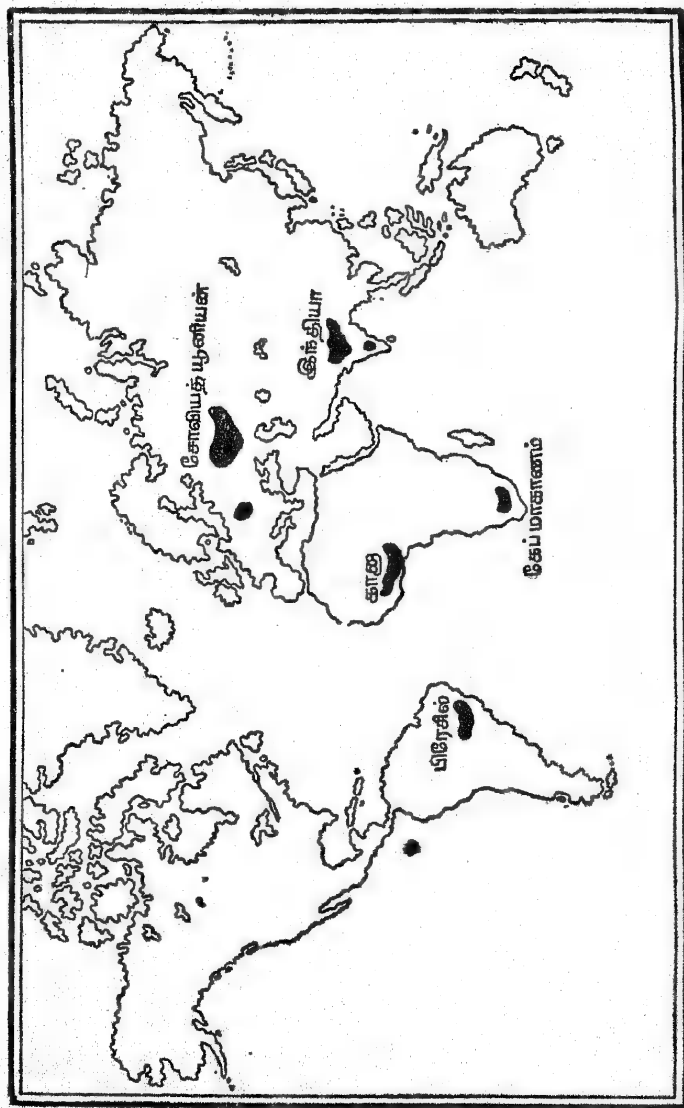 சோவியத் யூனியன்
இந்தியா
கானு
கேப் மாகாணம்
பிரேசில்